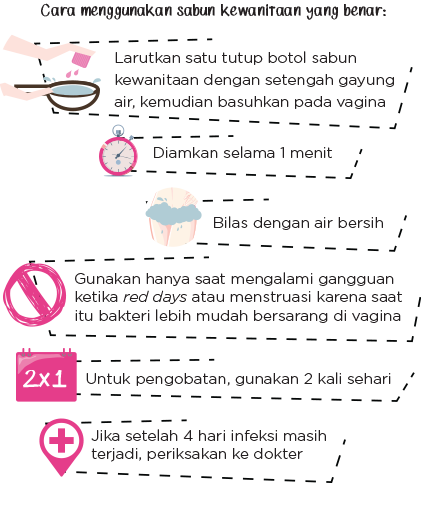 Cara menggunakan sabun kewanitaan yang benar:
Larutkan satu tutup botol sabun
kewanitaan dengan setengah gayung
air, kemudian basuhkan pada vagina
Diamkan selama 1 menit
Bilas dengan air bersih
Gunakan hanya saat mengalami gangguan
ketika red days atau menstruasi karena saat
itu bakteri lebih mudah bersarang di vagina
2x1
Untuk pengobatan, gunakan 2 kali sehari
Jika setelah 4 hari infeksi masih
terjadi, periksakan ke dokter